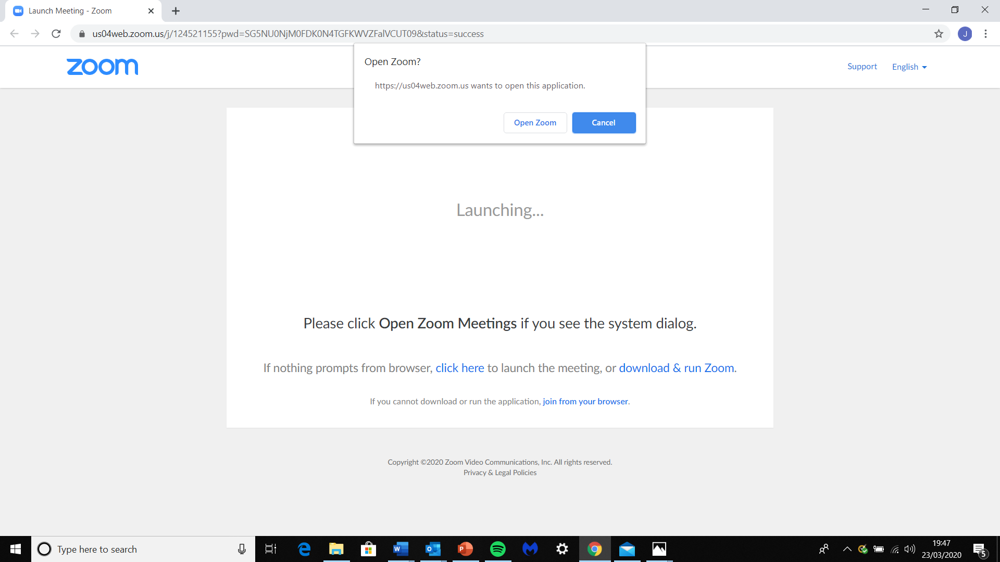 Launch Meeting - Zoom
us04web.zoom.us/j/124521155?pwd=SG5NU0NjM0FDK0N4TGFKWVZFalVCUT09&status=success
J
zoom
Support
English
Open Zoom?
https://us04web.zoom.us wants to open this application.
Open Zoom
Cancel
Launching...
Please click Open Zoom Meetings if you see the system dialog.
If nothing prompts from browser, click here to launch the meeting, or download & run Zoom.
If you cannot download or run the application, join from your browser.
Copyright ©2020 Zoom Video Communications, Inc. All rights reserved.
Privacy & Legal Policies
Type here to search
W
O
P
19:47
23/03/2020
5